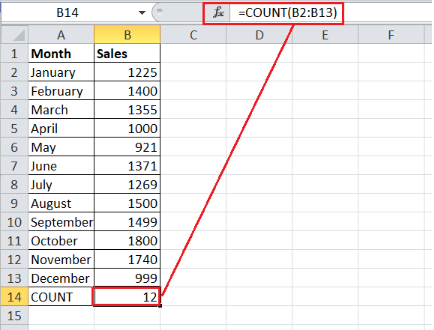 B14 fx =COUNT(B2:B13)
A B C D E F
1 Month Sales
2 January 1225
3 February 1400
4 March 1355
5 April 1000
6 May 921
7 June 1371
8 July 1269
9 August 1500
10 September 1499
11 October 1800
12 November 1740
13 December 999
14 COUNT 12
15